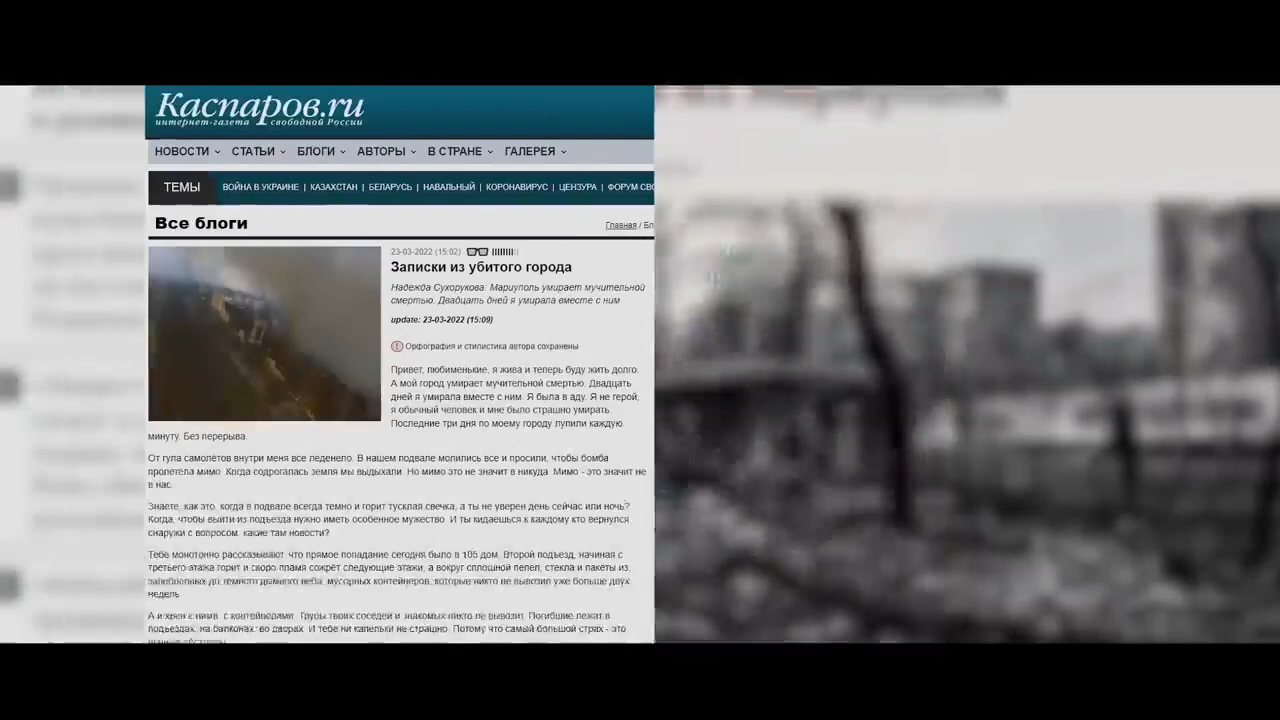 Каспаров.ru
интернет-газета свободной России
НОВОСТИ СТАТЬИ БЛОГИ АВТОРЫ В СТРАНЕ ГАЛЕРЕЯ
ТЕМЫ ВОЙНА В УКРАИНЕ | КАЗАХСТАН | БЕЛАРУСЬ | НАВАЛЬНЫЙ | КОРОНАВИРУС | ЦЕНЗУРА | ФОРУМ СВО
Все блоги
Главная / Бл
23-03-2022 (15:02)
Записки из убитого города
Надежда Сухорукова: Мариуполь умирает мучительной
смертью. Двадцать дней я умирала вместе с ним
update: 23-03-2022 (15:09)
Орфография и стилистика автора сохранены
Привет, любименькие, я жива и теперь буду жить долго.
А мой город умирает мучительной смертью. Двадцать
дней я умирала вместе с ним. Я была в аду. Я не герой,
я обычный человек и мне было страшно умирать.
Последние три дня по моему городу лупили каждую
минуту. Без перерыва.
От гула самолётов внутри меня все леденело. В нашем подвале молились все и просили, чтобы бомба
пролетела мимо. Когда содрогалась земля мы выдыхали. Но мимо это не значит в никуда. Мимо - это значит не
в нас.
Знаете, как это, когда в подвале всегда темно и горит тусклая свечка, а ты не уверен день сейчас или ночь?
Когда, чтобы выйти из подъезда нужно иметь особенное мужество. И ты кидаешься к каждому кто вернулся
снаружи с вопросом: какие там новости?
Тебе монотонно рассказывают, что прямое попадание сегодня было в 105 дом. Второй подъезд, начиная с
третьего этажа горит и скоро пламя сожрёт следующие этажи, а вокруг сплошной пепел, стекла и пакеты из
до темного дымного неба, мусорных контейнеров, которые никто не вывозил уже больше двух
недель.
А и хрен с ними, с контейнерами. Трупы твоих соседей и знакомых никто не вывозит. Погибшие лежат в
подъездах, на балконах, во дворах. И тебе ни капельки не страшно. Потому что самый большой страх - это